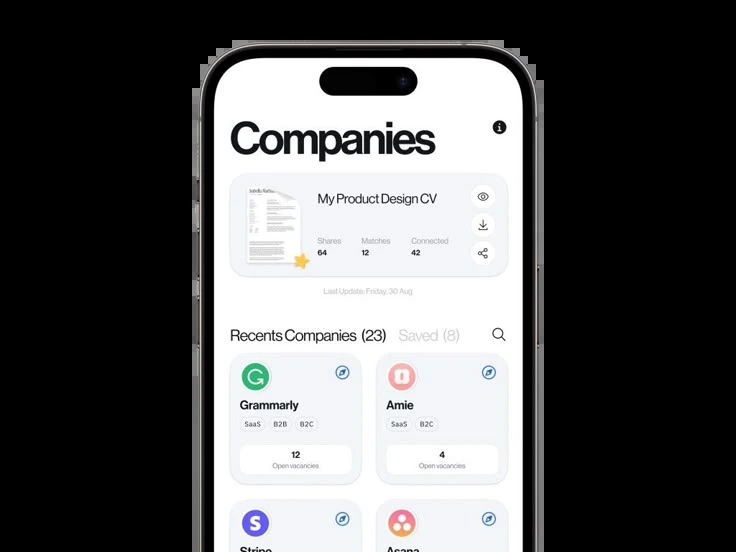 Companies
My Product Design CV
Shares Matches Connected
64 12 42
Last Update: Friday, 30 Aug
Recents Companies (23) Saved (8)
Grammarly
SaaS B2B B2C
12
Open vacancies
Amie
SaaS B2C
4
Open vacancies
Stripe
Asana